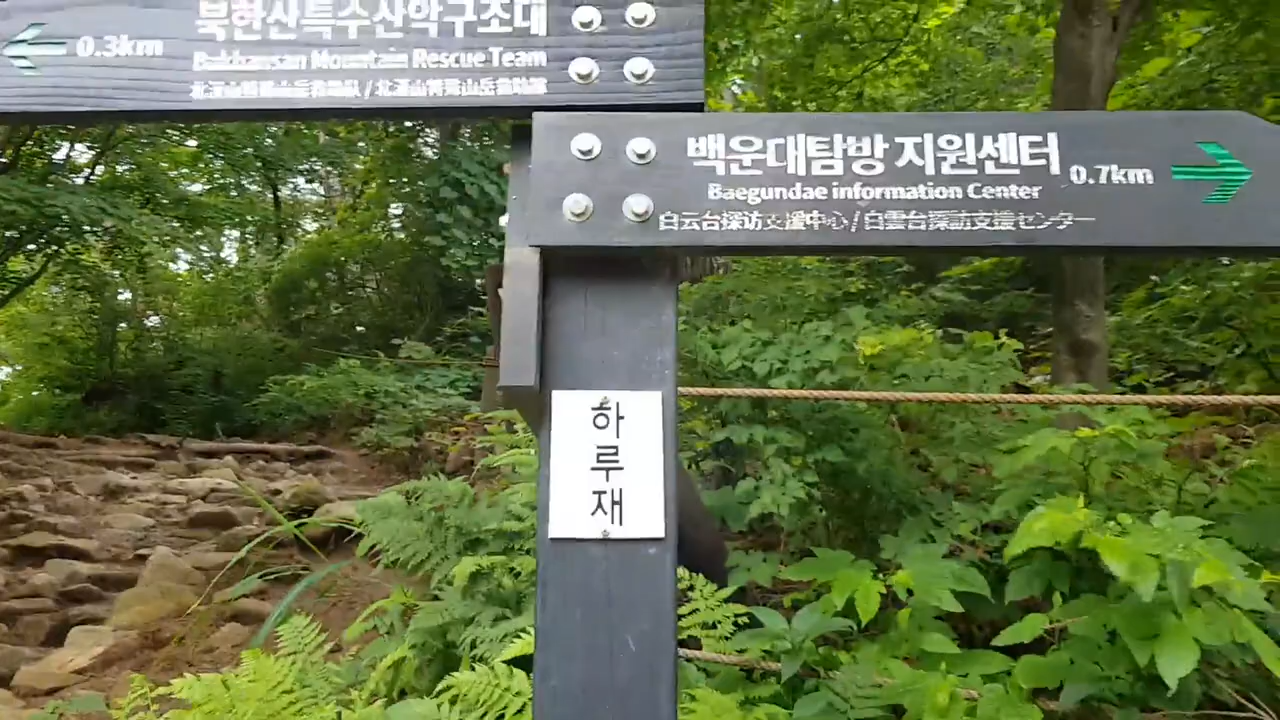 북한산특수산악구조대
0.3km
Bukhansan Mountain Rescue Team
백운대탐방 지원센터
0.7km
Baegundae information Center
白云台探访支援中心 / 白雲台探訪支援センター
하
루
재